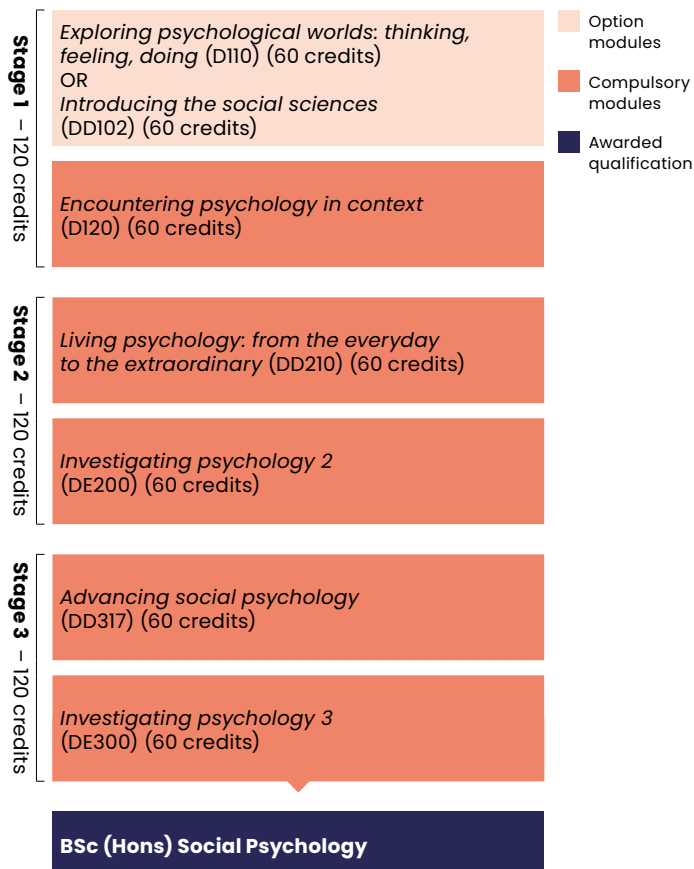 Stage 1 – 120 credits
Exploring psychological worlds: thinking,
feeling, doing (D110) (60 credits)
OR
Introducing the social sciences
(DD102) (60 credits)
Encountering psychology in context
(D120) (60 credits)
Stage 2 – 120 credits
Living psychology: from the everyday
to the extraordinary (DD210) (60 credits)
Investigating psychology 2
(DE200) (60 credits)
Stage 3 – 120 credits
Advancing social psychology
(DD317) (60 credits)
Investigating psychology 3
(DE300) (60 credits)
BSc (Hons) Social Psychology
Option
modules
Compulsory
modules
Awarded
qualification